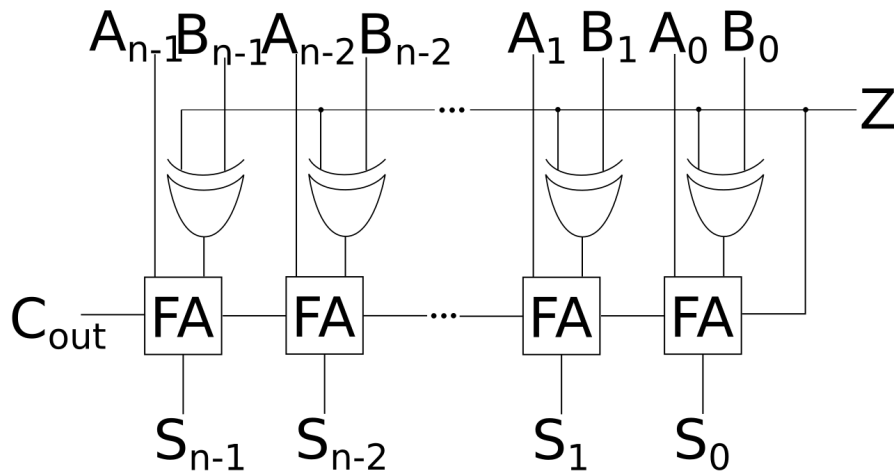 Aₙ₋₁ Bₙ₋₁ Aₙ₋₂ Bₙ₋₂ A₁ B₁ A₀ B₀
... Z
Cout FA FA ... FA FA
Sₙ₋₁ Sₙ₋₂ S₁ S₀